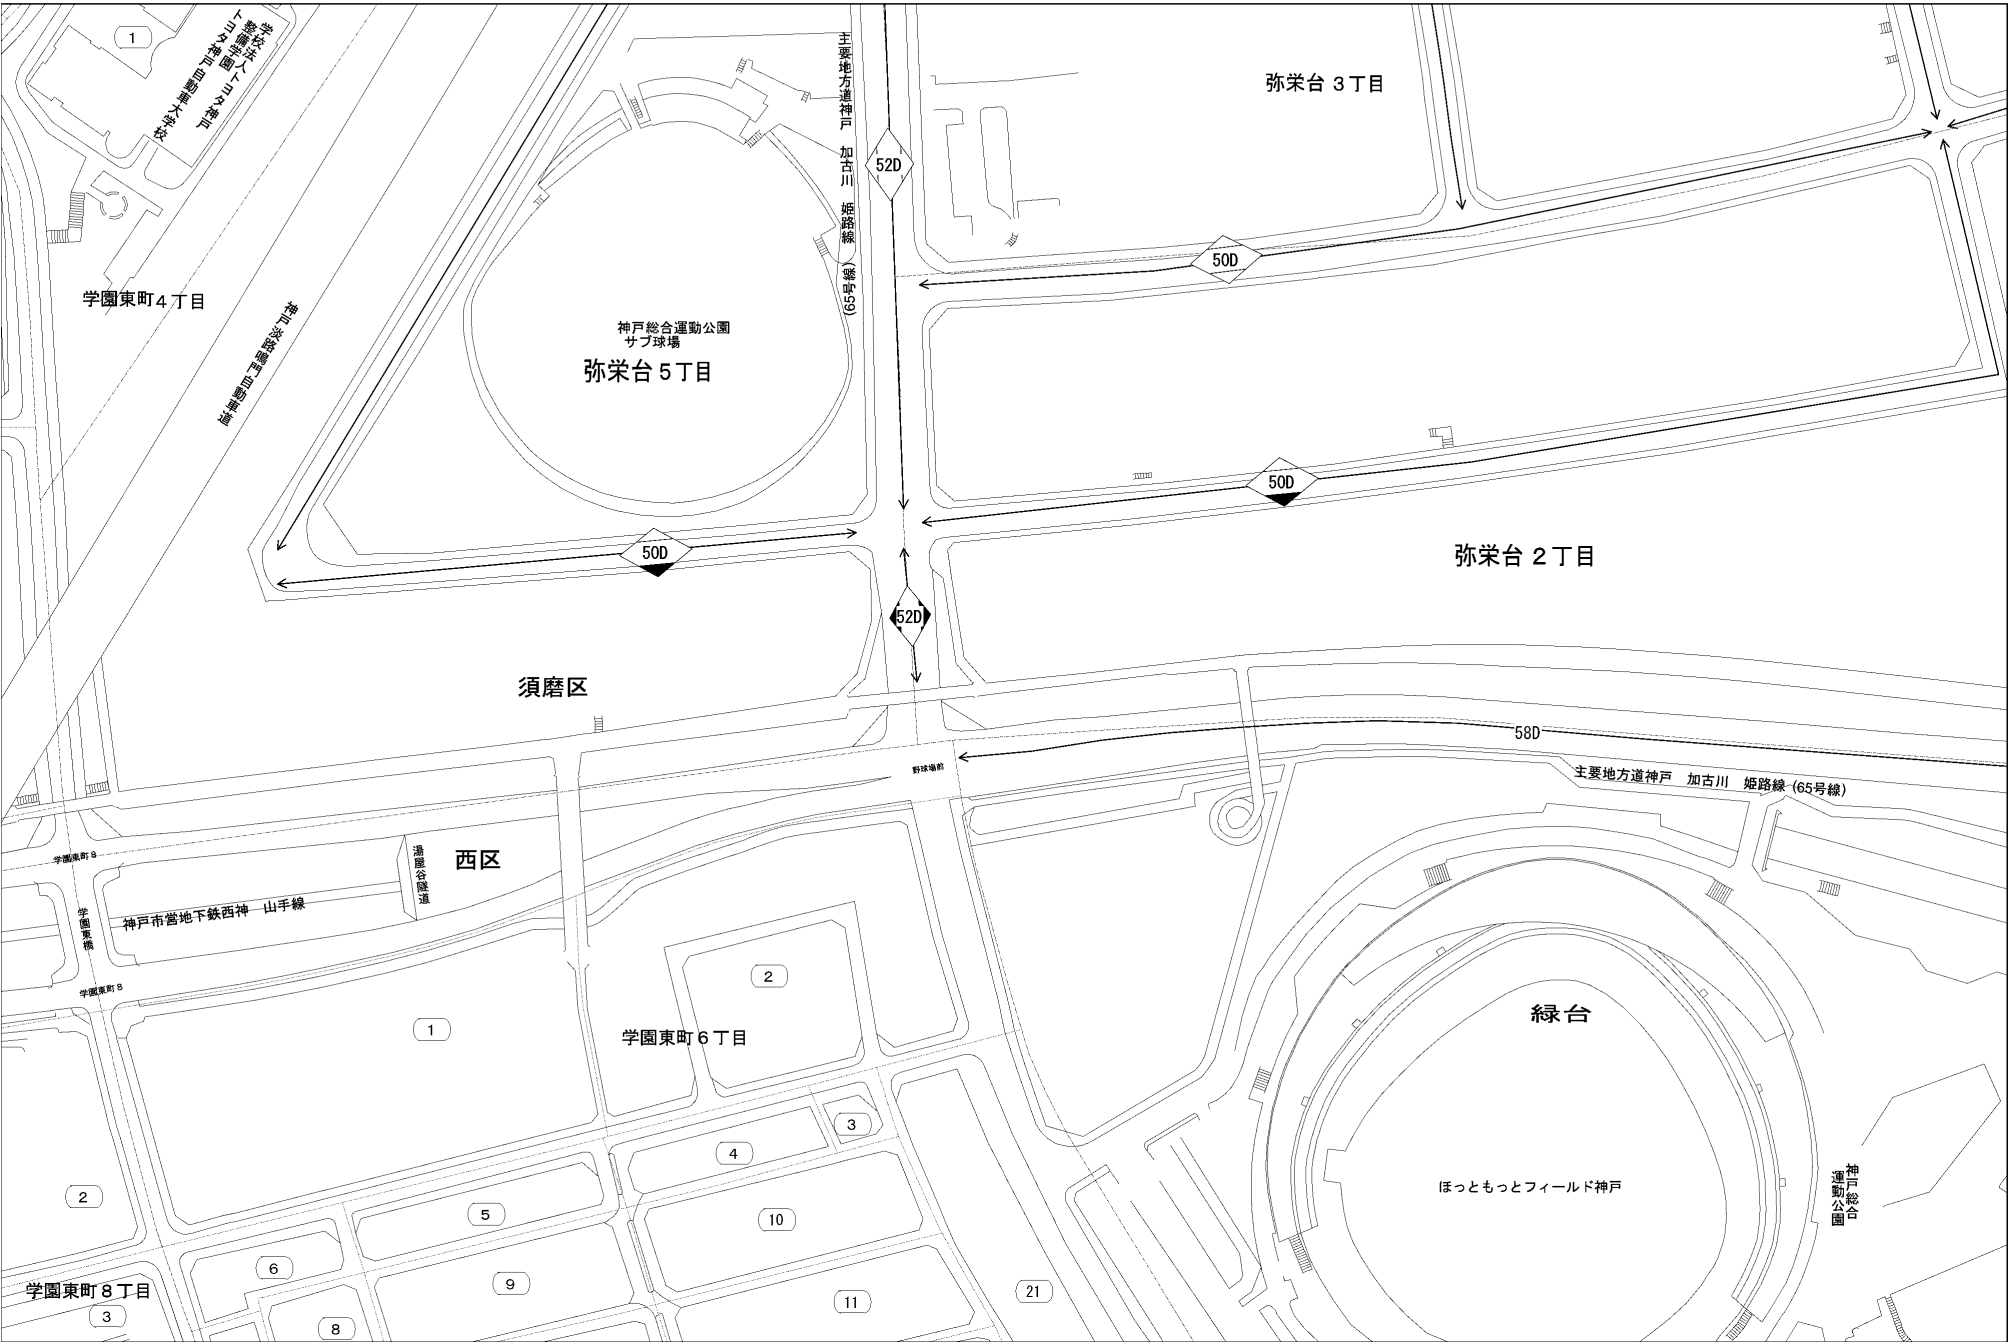 1
学校法人トヨタ神戸
整備学園
トヨタ神戸自動車大学校
主要地方道神戸 加古川 姫路線 (65号線)
弥栄台3丁目
52D
50D
学園東町4丁目
神戸淡路鳴門自動車道
神戸総合運動公園
サブ球場
弥栄台5丁目
50D
50D
弥栄台2丁目
52D
須磨区
58D
野球場前
主要地方道神戸 加古川 姫路線 (65号線)
学園東町8
湯屋谷隧道
西区
神戸市営地下鉄西神 山手線
学園東橋
学園東町8
2
1
学園東町6丁目
緑台
3
4
2
5
10
ほっともっとフィールド神戸
神戸総合
運動公園
6
9
21
11
学園東町8丁目
3
8